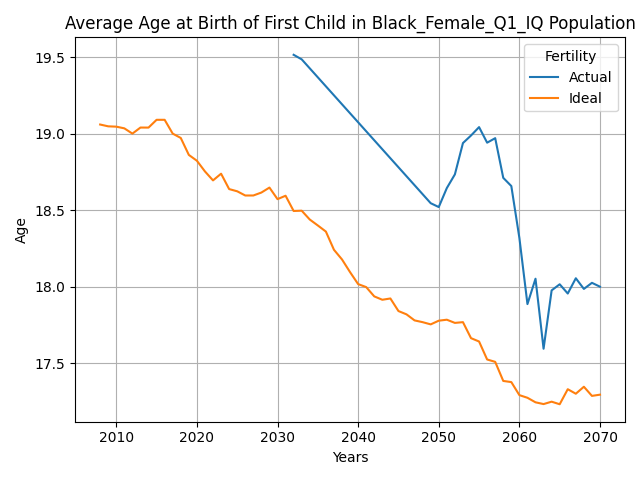 Average Age at Birth of First Child in Black_Female_Q1_IQ Population
Fertility
Actual
Ideal
19.5
19.0
18.5
18.0
17.5
Age
2010 2020 2030 2040 2050 2060 2070
Years